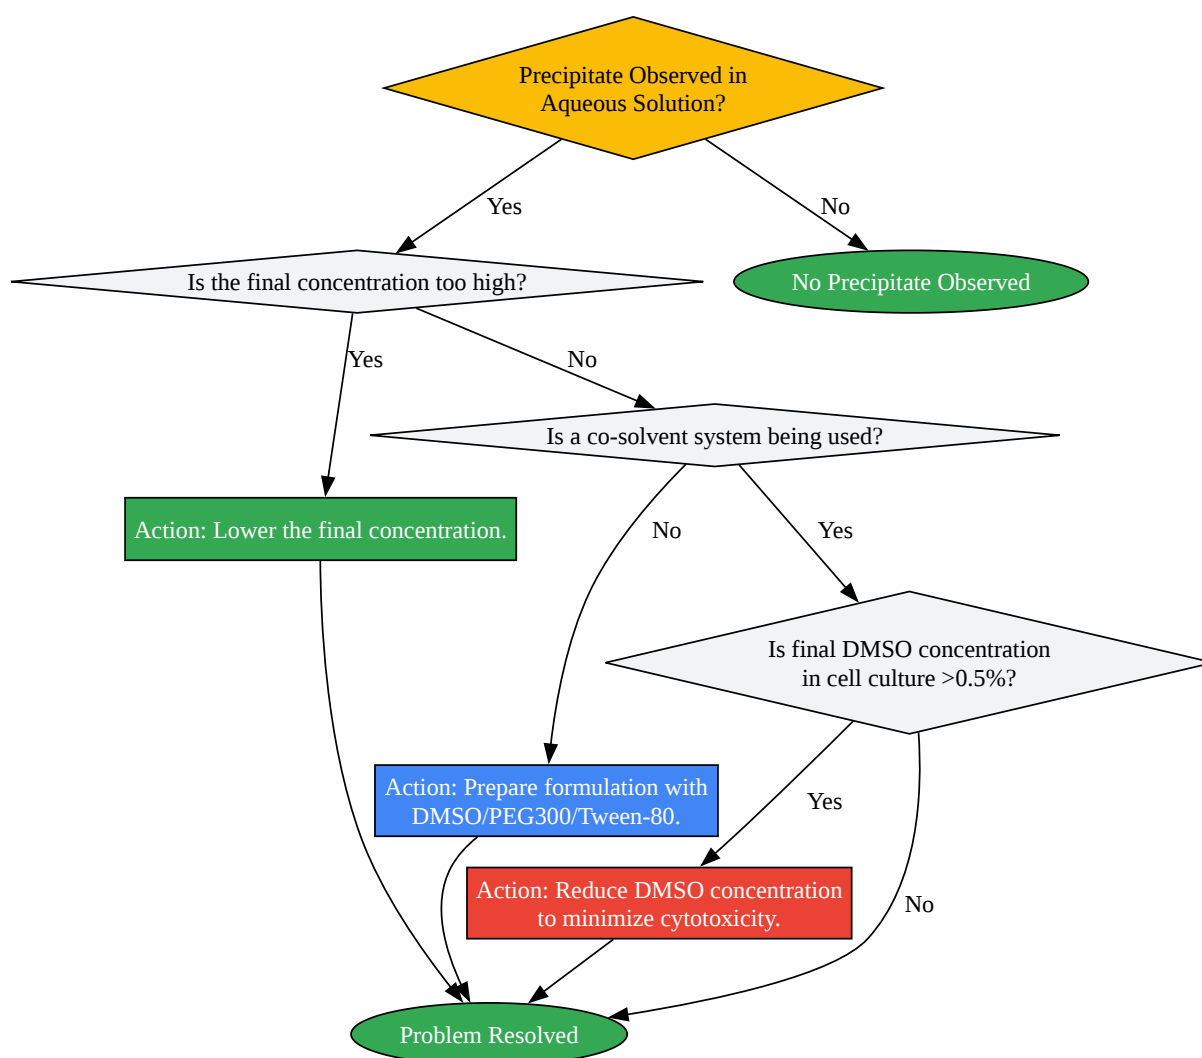 Precipitate Observed in
Aqueous Solution?
Yes
No
Is the final concentration too high?
No Precipitate Observed
Yes
No
Is a co-solvent system being used?
Action: Lower the final concentration.
No
Yes
Is final DMSO concentration
in cell culture >0.5%?
Action: Prepare formulation with
DMSO/PEG300/Tween-80.
Yes
Action: Reduce DMSO concentration
to minimize cytotoxicity.
No
Problem Resolved